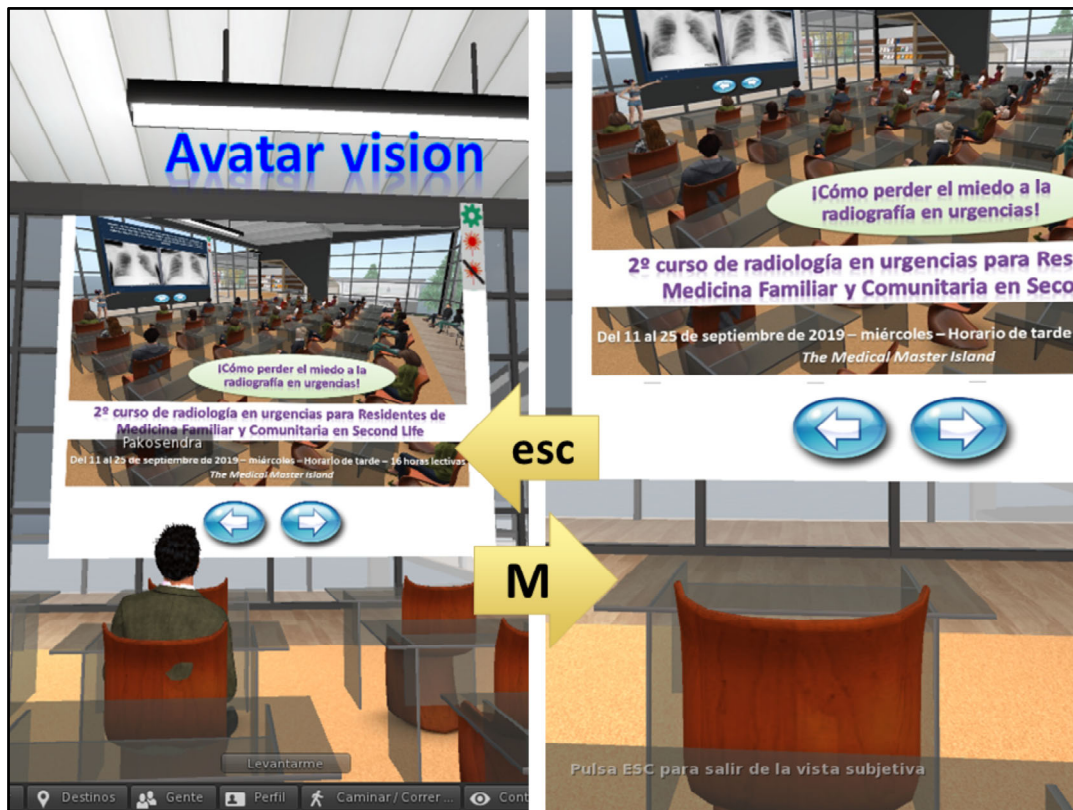 Avatar vision
¡Cómo perder el miedo a la
radiografía en urgencias!
2º curso de radiología en urgencias para Residentes de
Medicina Familiar y Comunitaria en Second Life
Pakosendra
Del 11 al 25 de septiembre de 2019 – miércoles – Horario de tarde – 16 horas lectivas
The Medical Master Island
Levantarme
Destinos
Gente
Perfil
Caminar / Correr ...
Cont
esc
M
¡Cómo perder el miedo a la
radiografía en urgencias!
2º curso de radiología en urgencias para Resi
Medicina Familiar y Comunitaria en Seco
Del 11 al 25 de septiembre de 2019 – miércoles – Horario de tarde
The Medical Master Island
Pulsa ESC para salir de la vista subjetiva